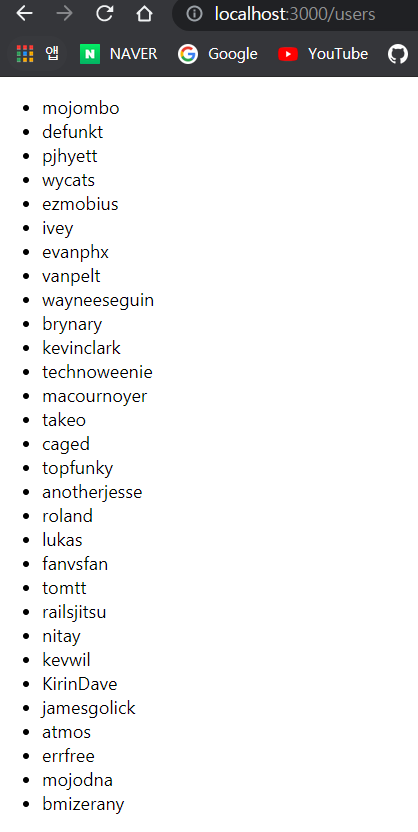 localhost:3000/users
앱 NAVER Google YouTube
mojombo
defunkt
pjhyett
wycats
ezmobius
ivey
evanphx
vanpelt
wayneeseguin
brynary
kevinclark
technoweenie
macournoyer
takeo
caged
topfunky
anotherjesse
roland
lukas
fanvsfan
tomtt
railsjitsu
nitay
kevwil
KirinDave
jamesgolick
atmos
errfree
mojodna
bmizerany